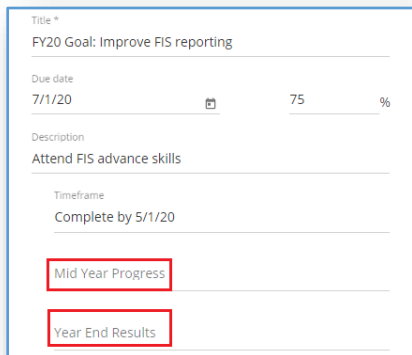 Title *
FY20 Goal: Improve FIS reporting
Due date
7/1/20 75 %
Description
Attend FIS advance skills
Timeframe
Complete by 5/1/20
Mid Year Progress
Year End Results